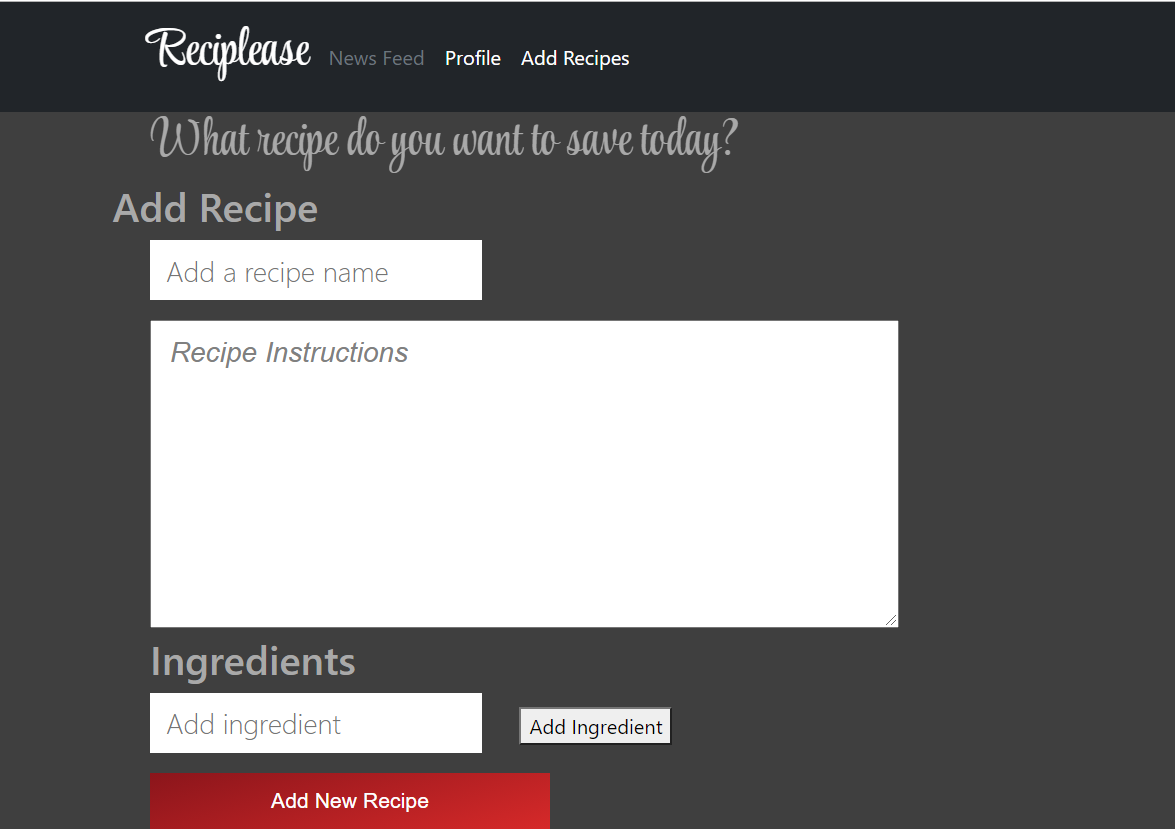 Reciplease News Feed Profile Add Recipes
What recipe do you want to save today?
Add Recipe
Add a recipe name
Recipe Instructions
Ingredients
Add ingredient Add Ingredient
Add New Recipe